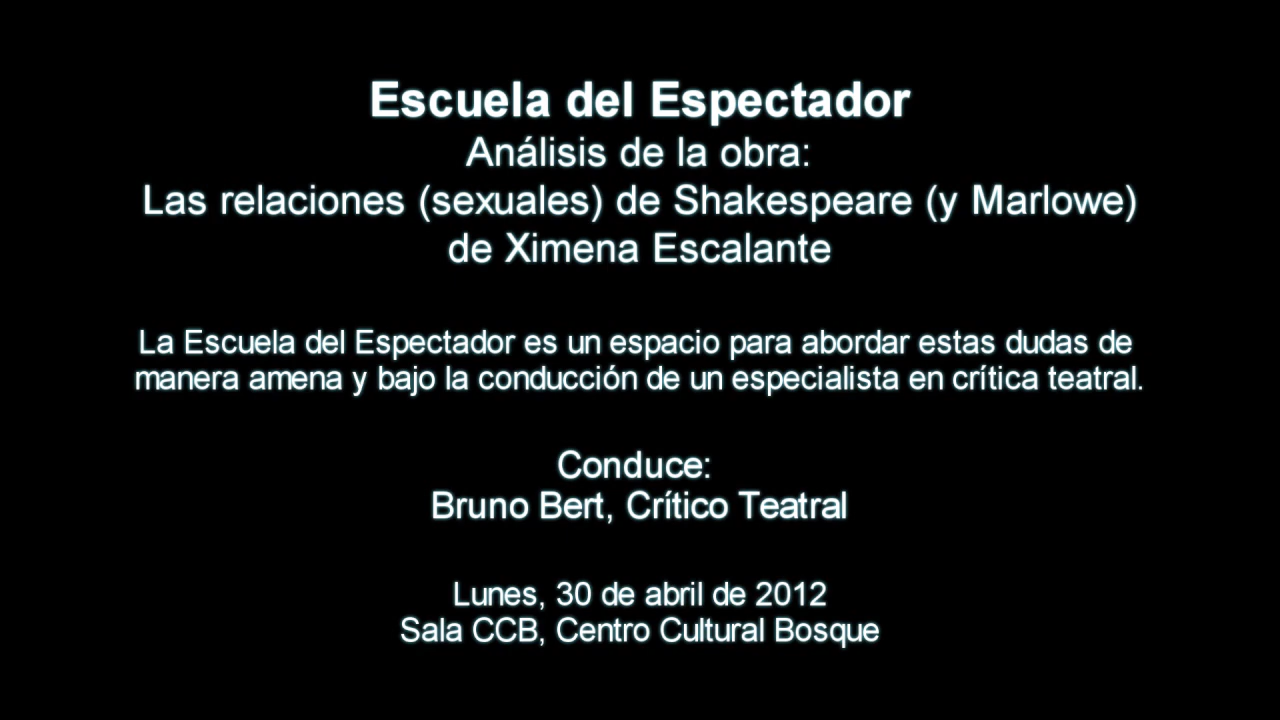 Escuela del Espectador
Análisis de la obra:
Las relaciones (sexuales) de Shakespeare (y Marlowe)
de Ximena Escalante
La Escuela del Espectador es un espacio para abordar estas dudas de
manera amena y bajo la conducción de un especialista en crítica teatral.
Conduce:
Bruno Bert, Crítico Teatral
Lunes, 30 de abril de 2012
Sala CCB, Centro Cultural Bosque